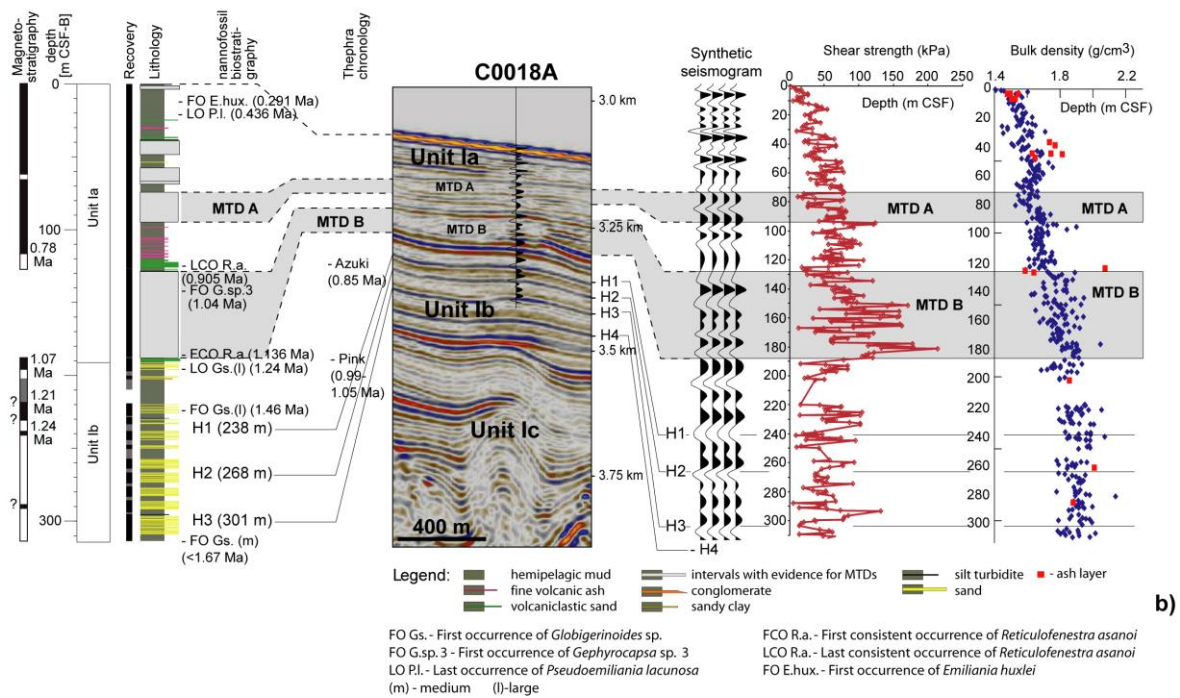 Magneto-
stratigraphy
depth
[m CSF-B]
Recovery
Lithology
nannofossil
biostrati-
graphy
Thephra
chronology
0
100
200
300
0.78
Ma
1.07
Ma
?
1.21
?
Ma
1.24
Ma
?
Unit Ia
Unit Ib
- FO E.hux. (0.291 Ma)
- LO P.l. (0.436 Ma)
MTD A
MTD B
- LCO R.a.
(0.905 Ma)
- FO G.sp.3
(1.04 Ma)
- FCO R.a.(1.136 Ma)
- LO Gs.(l) (1.24 Ma)
- FO Gs.(l) (1.46 Ma)
H1 (238 m)
H2 (268 m)
H3 (301 m)
- FO Gs. (m)
(<1.67 Ma)
- Azuki
(0.85 Ma)
- Pink
(0.99-
1.05 Ma)
C0018A
Unit Ia
MTD A
MTD B
Unit Ib
Unit Ic
400 m
3.0 km
3.25 km
H1
H2
H3
H4
3.5 km
3.75 km
Synthetic
seismogram
H1
H2
H3
- H4
Shear strength (kPa)
0 50 100 150 200 250
Depth (m CSF)
0
20
40
60
80
100
120
140
160
180
200
220
240
260
280
300
MTD A
MTD B
Bulk density (g/cm3)
1.4 1.8 2.2
Depth (m CSF)
0
50
100
150
200
250
300
MTD A
MTD B
Legend:
hemipelagic mud
fine volcanic ash
volcaniclastic sand
intervals with evidence for MTDs
conglomerate
sandy clay
silt turbidite
sand
- ash layer
b)
FO Gs. - First occurrence of Globigerinoides sp.
FO G.sp. 3 - First occurrence of Gephyrocapsa sp. 3
LO P.l. - Last occurrence of Pseudoemiliania lacunosa
(m) - medium (l)-large
FCO R.a. - First consistent occurrence of Reticulofenestra asanoi
LCO R.a. - Last consistent occurrence of Reticulofenestra asanoi
FO E.hux. - First occurrence of Emiliania huxlei